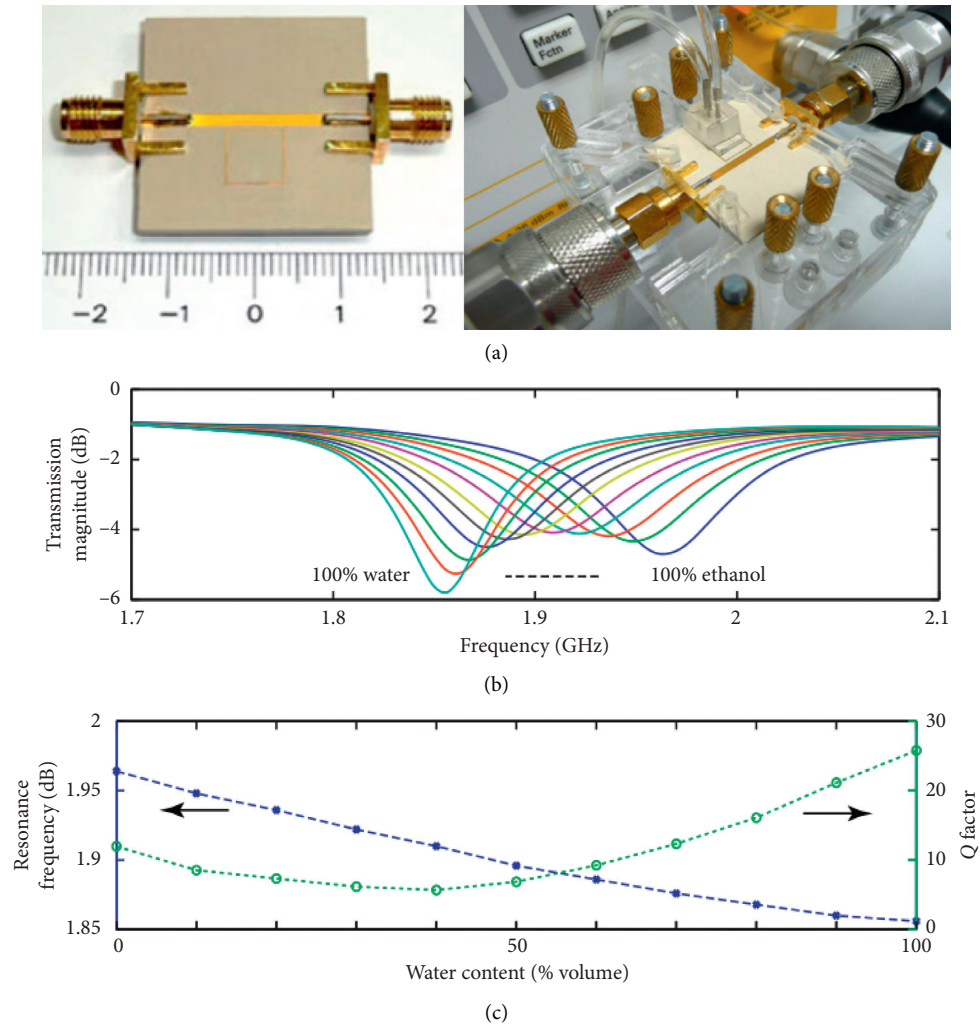 Marker
Fctn
-2 -1 0 1 2
(a)
0
-2
-4
-6
Transmission
magnitude (dB)
100% water
100% ethanol
1.7 1.8 1.9 2 2.1
Frequency (GHz)
(b)
2
1.95
1.9
1.85
Resonance
frequency (dB)
30
20
10
0
Q factor
0 50 100
Water content (% volume)
(c)